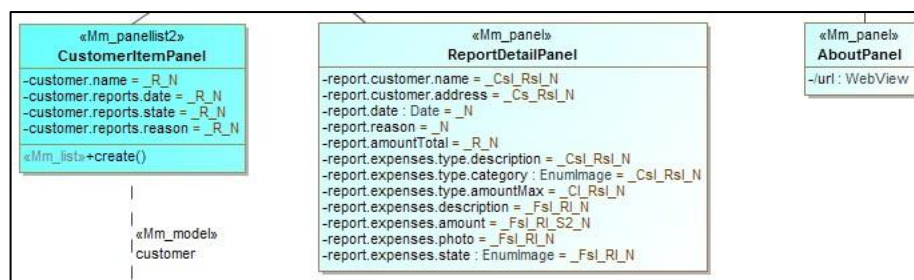 «Mm_panellist2»
CustomerItemPanel
-customer.name = _R_N
-customer.reports.date = _R_N
-customer.reports.state = _R_N
-customer.reports.reason = _R_N
«Mm_list»+create()
«Mm_model»
customer
«Mm_panel»
ReportDetailPanel
-report.customer.name = _Csl_Rsl_N
-report.customer.address = _Cs_Rsl_N
-report.date : Date = _N
-report.reason = _N
-report.amountTotal = _R_N
-report.expenses.type.description = _Csl_Rsl_N
-report.expenses.type.category : EnumImage = _Csl_Rsl_N
-report.expenses.type.amountMax = _Cl_Rsl_N
-report.expenses.description = _Fsl_Rl_N
-report.expenses.amount = _Fsl_Rl_S2_N
-report.expenses.photo = _Fsl_Rl_N
-report.expenses.state : EnumImage = _Fsl_Rl_N
«Mm_panel»
AboutPanel
-/url : WebView